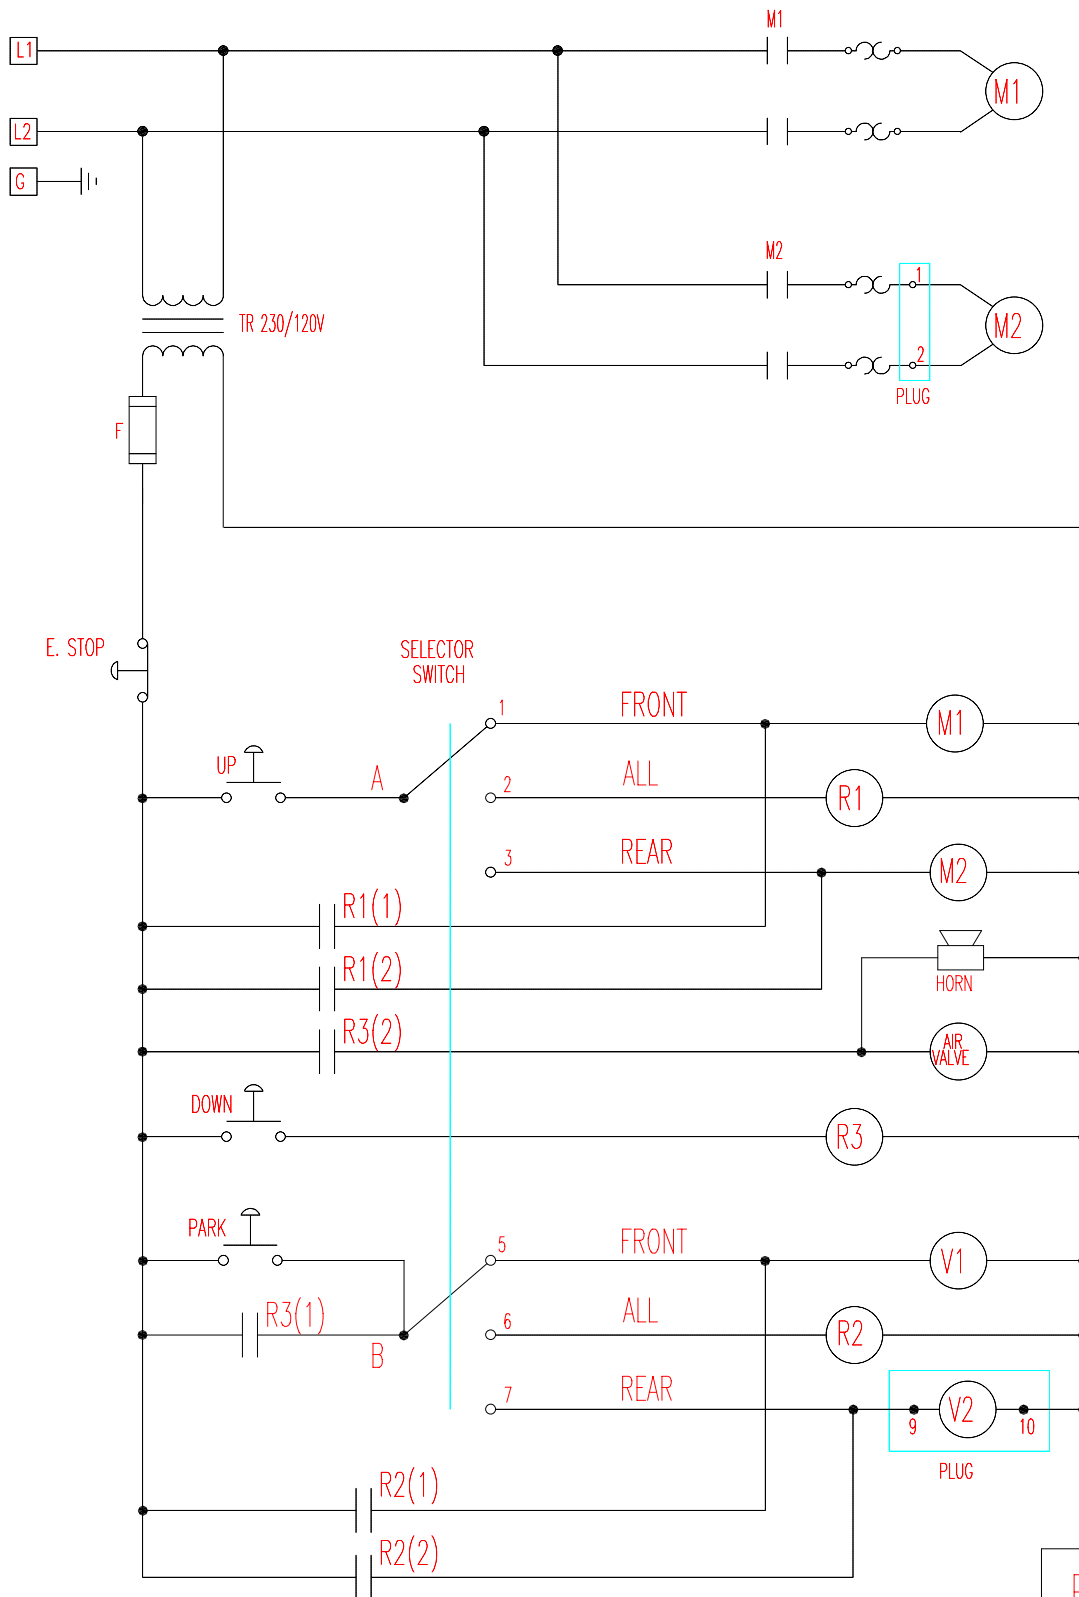 M1
L1
M1
L2
G
M2
1
TR 230/120V
M2
2
PLUG
F
E. STOP
SELECTOR
SWITCH
1
FRONT
M1
UP
A
2
ALL
R1
3
REAR
M2
R1(1)
R1(2)
HORN
R3(2)
AIR
VALVE
DOWN
R3
PARK
5
FRONT
V1
R3(1)
B
6
ALL
R2
7
REAR
V2
9
10
PLUG
R2(1)
R2(2)